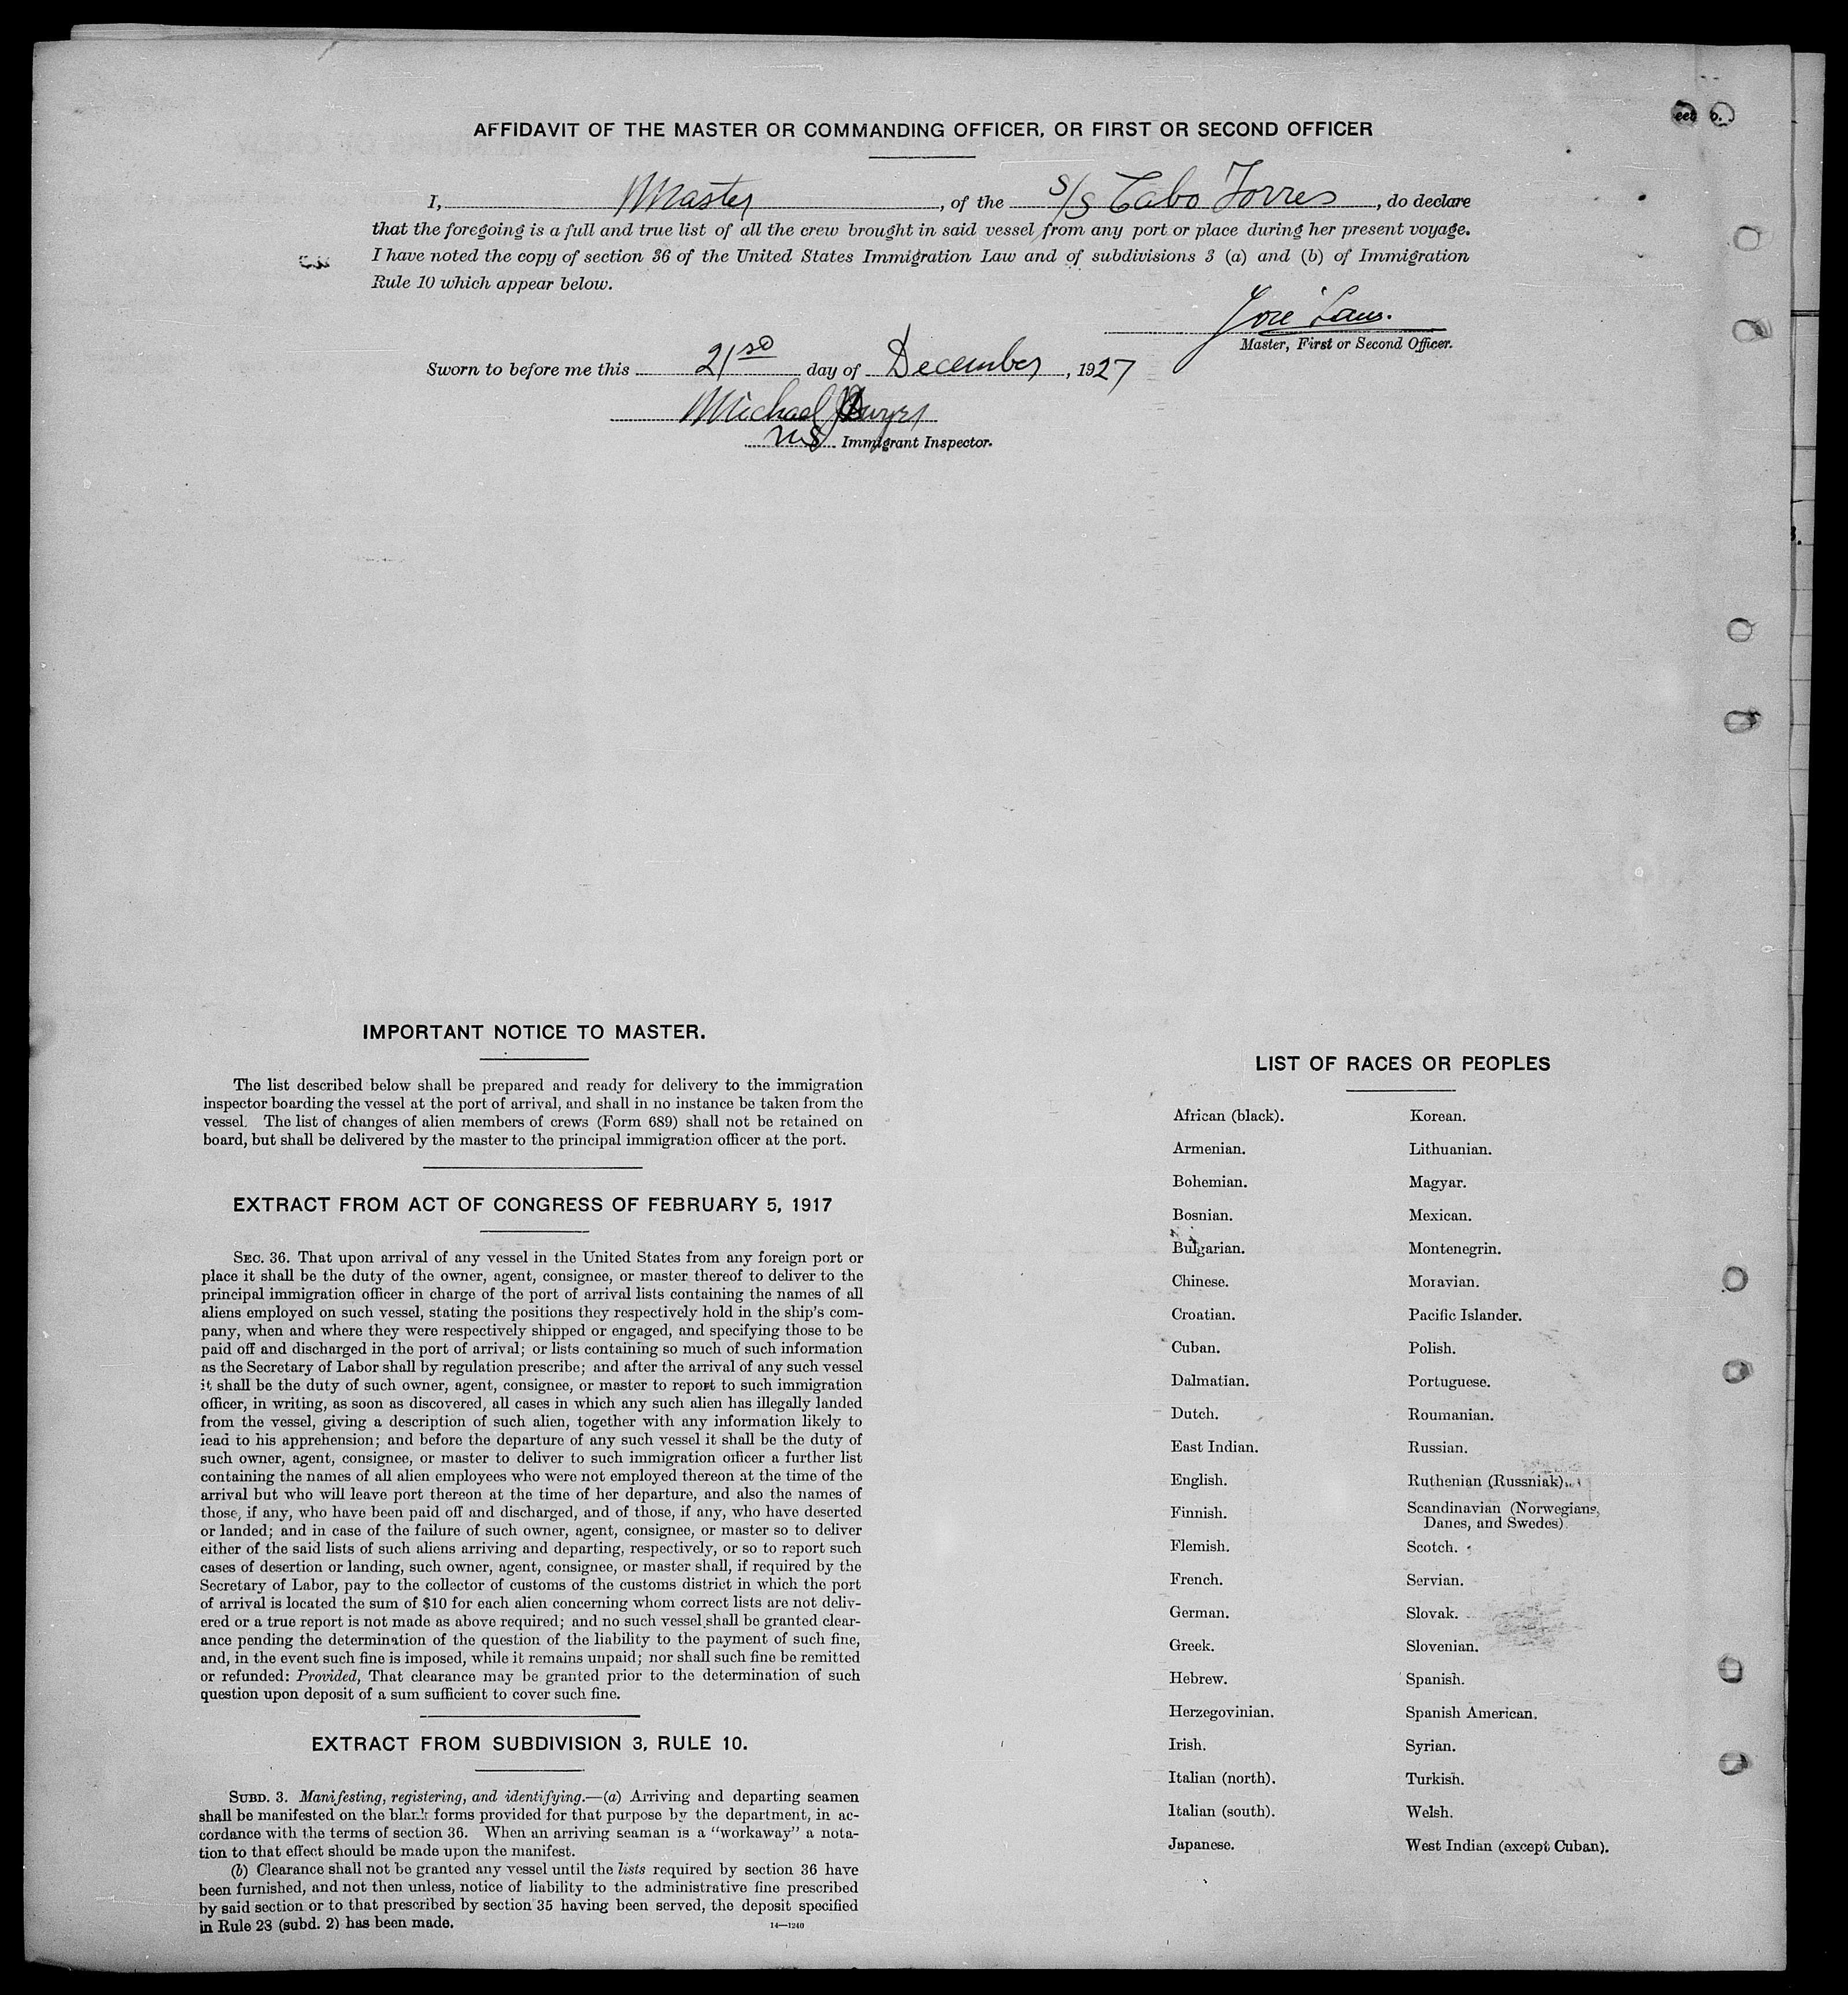 AFFIDAVIT OF THE MASTER OR COMMANDING OFFICER, OR FIRST OR SECOND OFFICER
I, Master, of the S/S Cabo Torres, do declare
that the foregoing is a full and true list of all the crew brought in said vessel from any port or place during her present voyage.
I have noted the copy of section 36 of the United States Immigration Law and of subdivisions 3 (a) and (b) of Immigration
Rule 10 which appear below.
Master, First or Second Officer.
Sworn to before me this 21 day of December, 1927
Michael
Immigrant Inspector.
IMPORTANT NOTICE TO MASTER.
The list described below shall be prepared and ready for delivery to the immigration
inspector boarding the vessel at the port of arrival, and shall in no instance be taken from the
vessel. The list of changes of alien members of crews (Form 689) shall not be retained on
board, but shall be delivered by the master to the principal immigration officer at the port.
EXTRACT FROM ACT OF CONGRESS OF FEBRUARY 5, 1917
SEC. 36. That upon arrival of any vessel in the United States from any foreign port or
place it shall be the duty of the owner, agent, consignee, or master thereof to deliver to the
principal immigration officer in charge of the port of arrival lists containing the names of all
aliens employed on such vessel, stating the positions they respectively hold in the ship's com-
pany, when and where they were respectively shipped or engaged, and specifying those to be
paid off and discharged in the port of arrival; or lists containing so much of such information
as the Secretary of Labor shall by regulation prescribe; and after the arrival of any such vessel
it shall be the duty of such owner, agent, consignee, or master to report to such immigration
officer, in writing, as soon as discovered, all cases in which any such alien has illegally landed
from the vessel, giving a description of such alien, together with any information likely to
lead to his apprehension; and before the departure of any such vessel it shall be the duty of
such owner, agent, consignee, or master to deliver to such immigration officer a further list
containing the names of all alien employees who were not employed thereon at the time of the
arrival but who will leave port thereon at the time of her departure, and also the names of
those, if any, who have been paid off and discharged, and of those, if any, who have deserted
or landed; and in case of the failure of such owner, agent, consignee, or master so to deliver
either of the said lists of such aliens arriving and departing, respectively, or so to report such
cases of desertion or landing, such owner, agent, consignee, or master shall, if required by the
Secretary of Labor, pay to the collector of customs of the customs district in which the port
of arrival is located the sum of $10 for each alien concerning whom correct lists are not deliv-
ered or a true report is not made as above required; and no such vessel shall be granted clear-
ance pending the determination of the question of the liability to the payment of such fine,
and, in the event such fine is imposed, while it remains unpaid; nor shall such fine be remitted
or refunded: Provided, That clearance may be granted prior to the determination of such
question upon deposit of a sum sufficient to cover such fine.
EXTRACT FROM SUBDIVISION 3, RULE 10.
SUBD. 3. Manifesting, registering, and identifying.—(a) Arriving and departing seamen
shall be manifested on the blank forms provided for that purpose by the department, in ac-
cordance with the terms of section 36. When an arriving seaman is a "workaway" a nota-
tion to that effect should be made upon the manifest.
(b) Clearance shall not be granted any vessel until the lists required by section 36 have
been furnished, and not then unless, notice of liability to the administrative fine prescribed
by said section or to that prescribed by section 35 having been served, the deposit specified
in Rule 23 (subd. 2) has been made.
14—1240
LIST OF RACES OR PEOPLES
African (black).
Armenian.
Bohemian.
Bosnian.
Bulgarian.
Chinese.
Croatian.
Cuban.
Dalmatian.
Dutch.
East Indian.
English.
Finnish.
Flemish.
French.
German.
Greek.
Hebrew.
Herzegovinian.
Irish.
Italian (north).
Italian (south).
Japanese.
Korean.
Lithuanian.
Magyar.
Mexican.
Montenegrin.
Moravian.
Pacific Islander.
Polish.
Portuguese.
Roumanian.
Russian.
Ruthenian (Russniak).
Scandinavian (Norwegians,
Danes, and Swedes).
Scotch.
Servian.
Slovak.
Slovenian.
Spanish.
Spanish American.
Syrian.
Turkish.
Welsh.
West Indian (except Cuban).